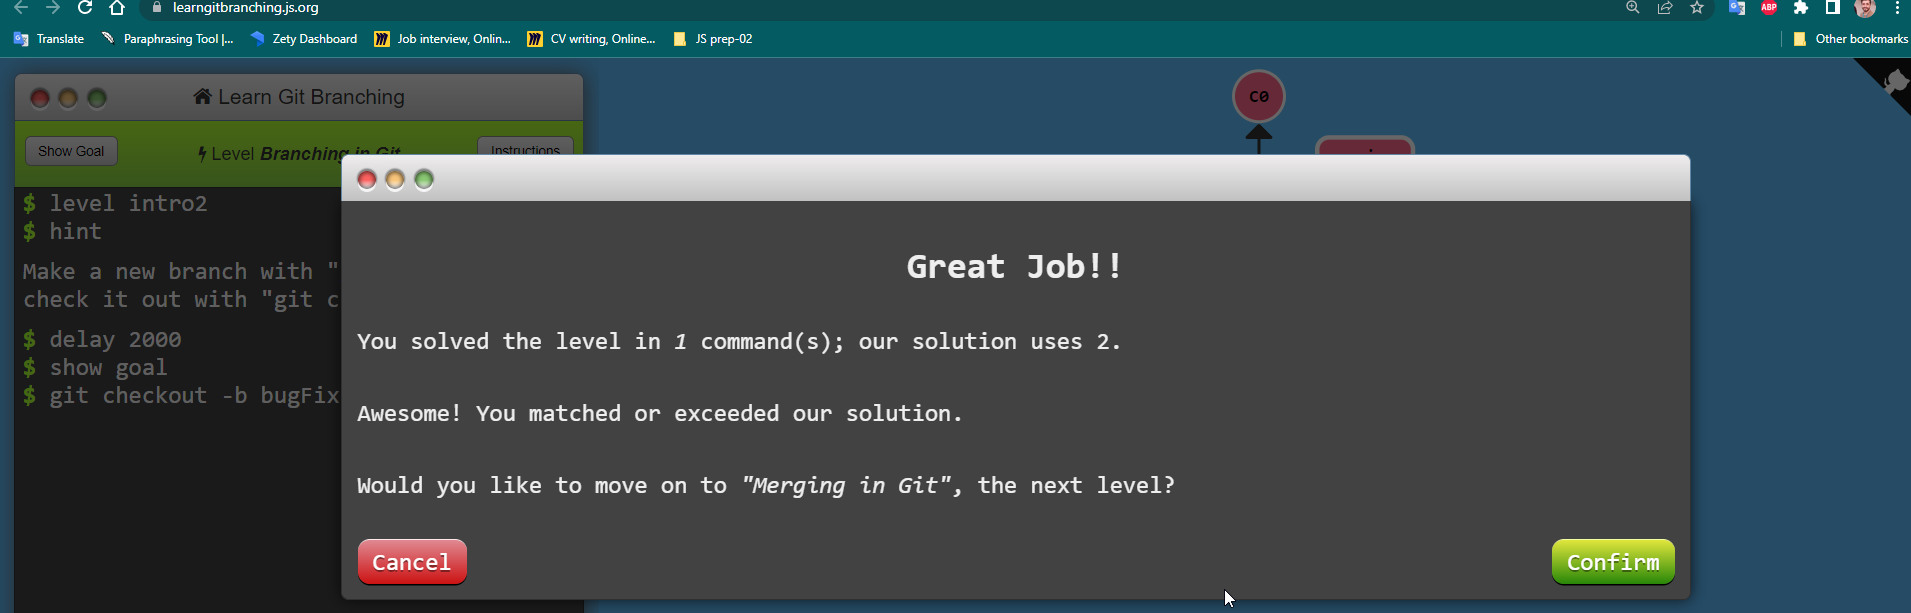 learngitbranching.js.org
Translate Paraphrasing Tool |... Zety Dashboard Job interview, Onlin... CV writing, Online... JS prep-02 Other bookmarks
ABP
Learn Git Branching
Show Goal
Level Branching in Git
Instructions
$ level intro2
$ hint
Make a new branch with "
check it out with "git c
$ delay 2000
$ show goal
$ git checkout -b bugFix
C0
Great Job!!
You solved the level in 1 command(s); our solution uses 2.
Awesome! You matched or exceeded our solution.
Would you like to move on to "Merging in Git", the next level?
Cancel
Confirm